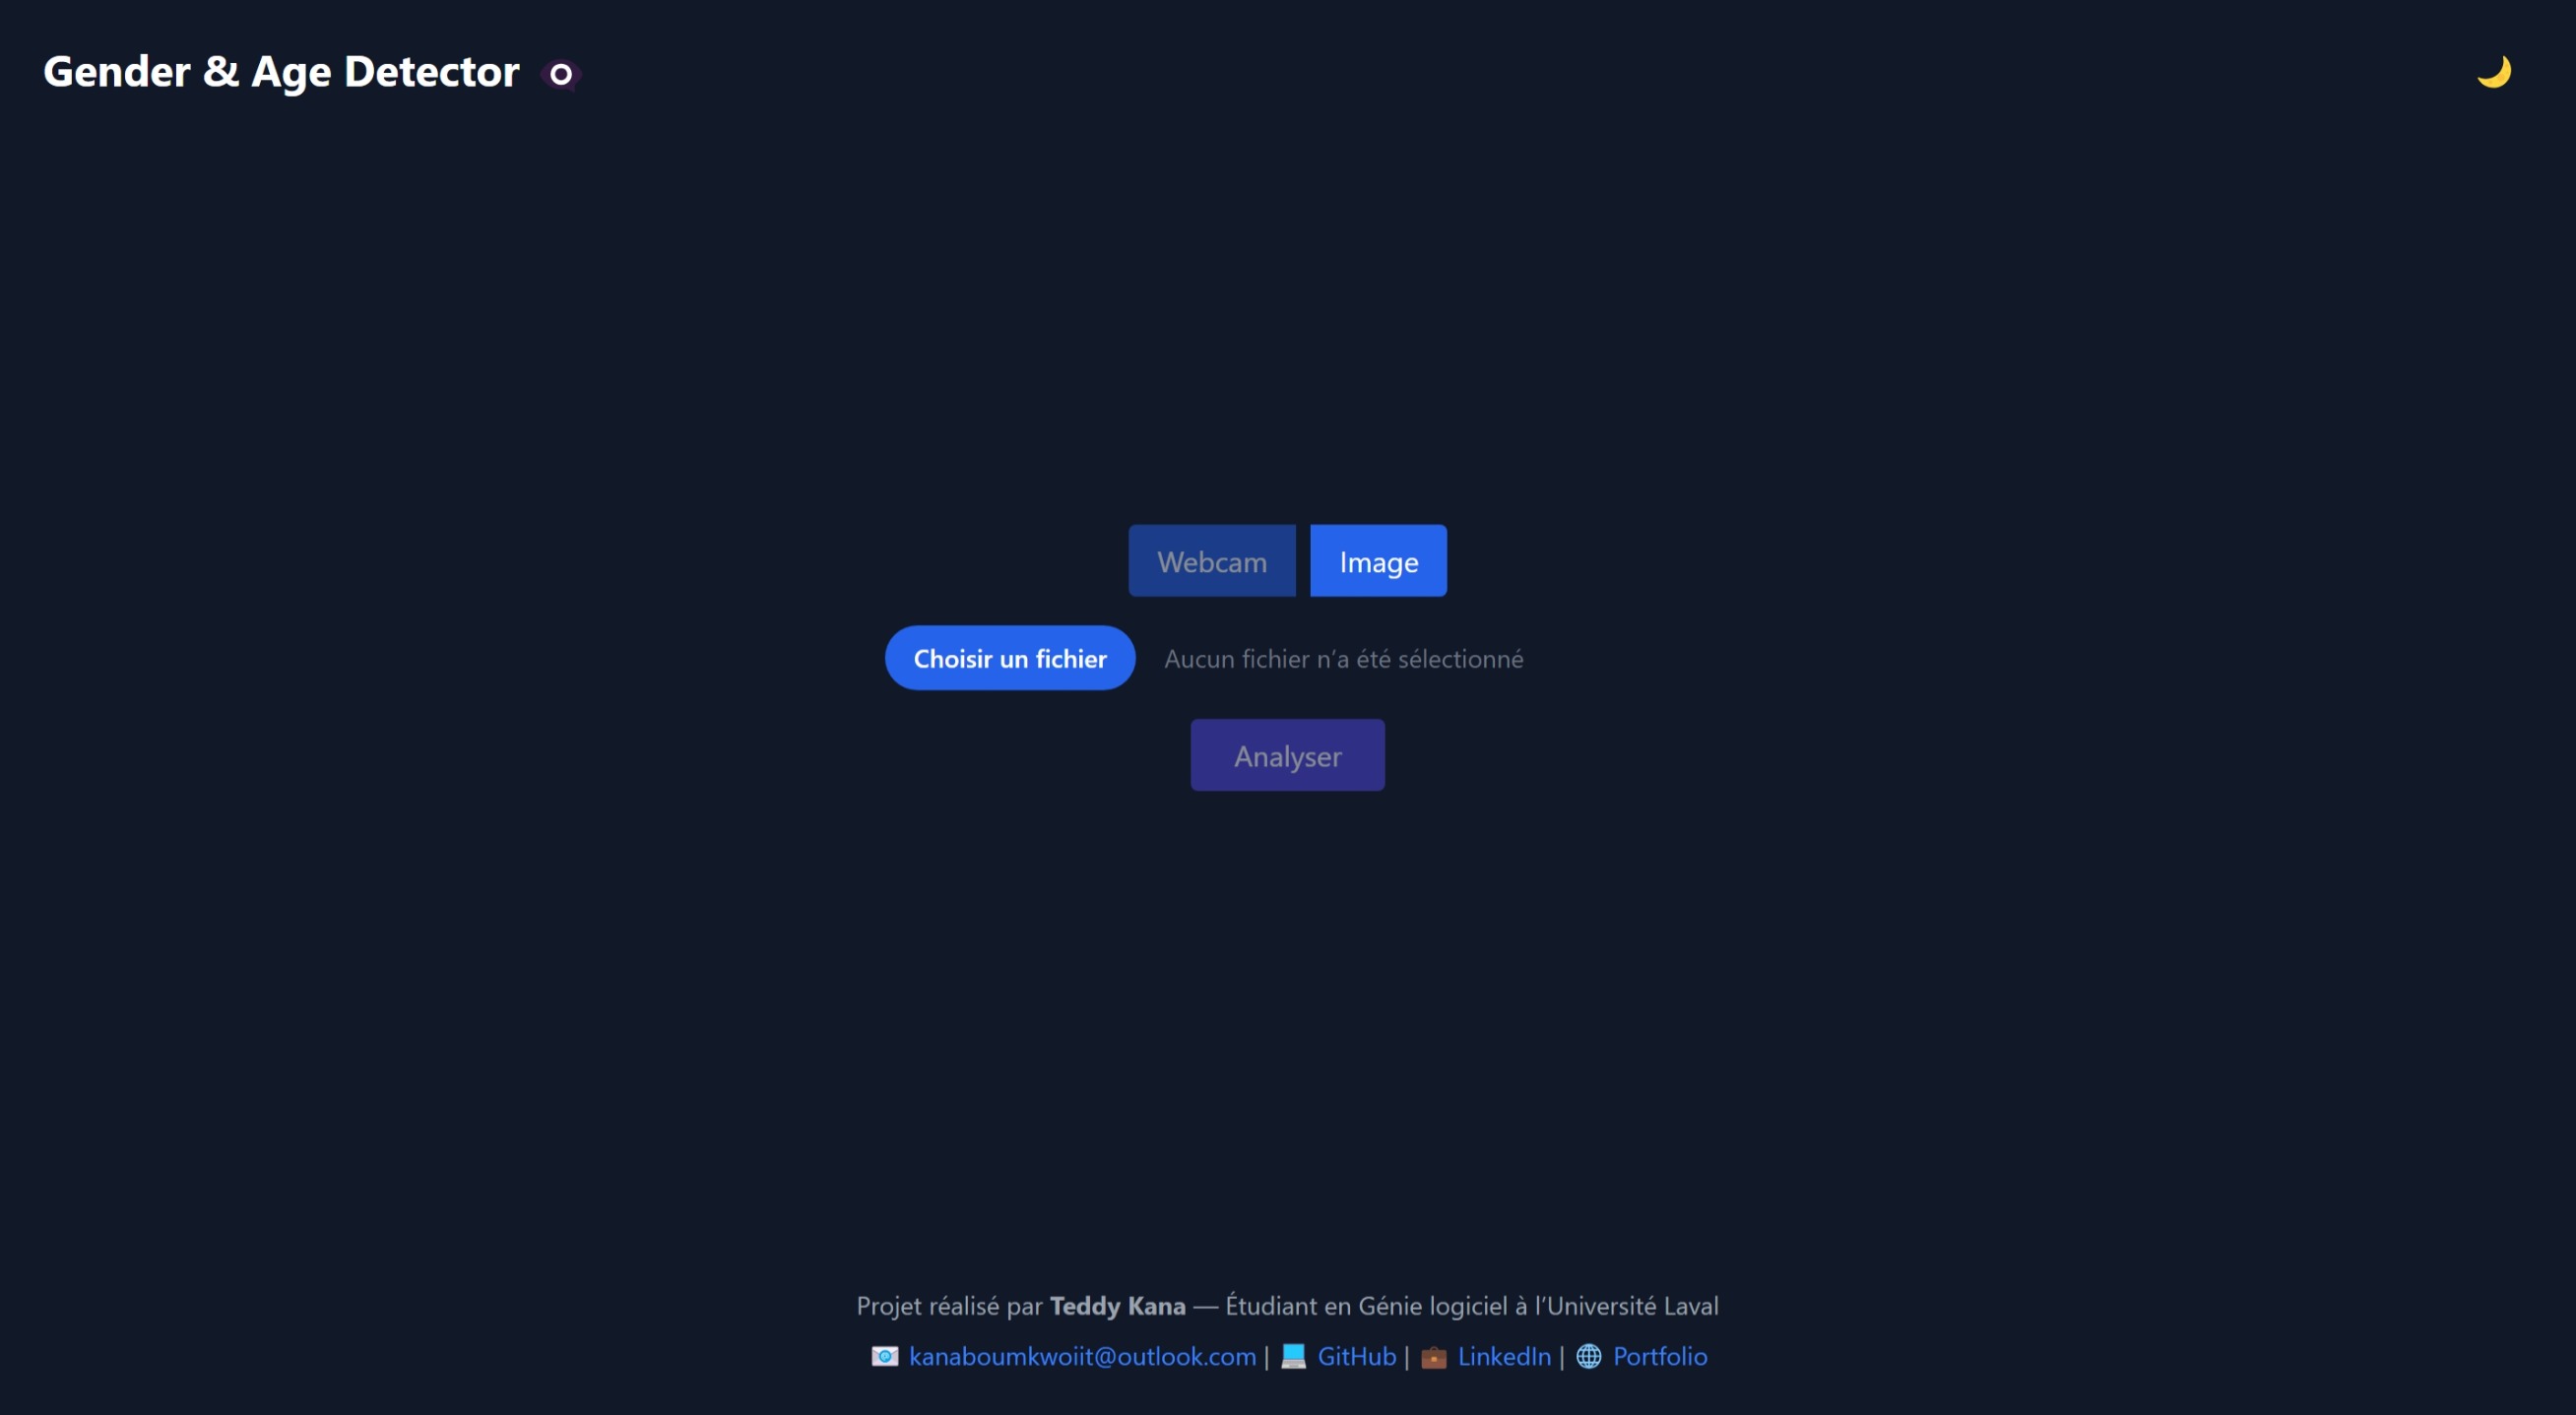 Gender & Age Detector
Webcam Image
Choisir un fichier Aucun fichier n’a été sélectionné
Analyser
Projet réalisé par Teddy Kana — Étudiant en Génie logiciel à l’Université Laval
kanaboumkwoiit@outlook.com | GitHub | LinkedIn | Portfolio